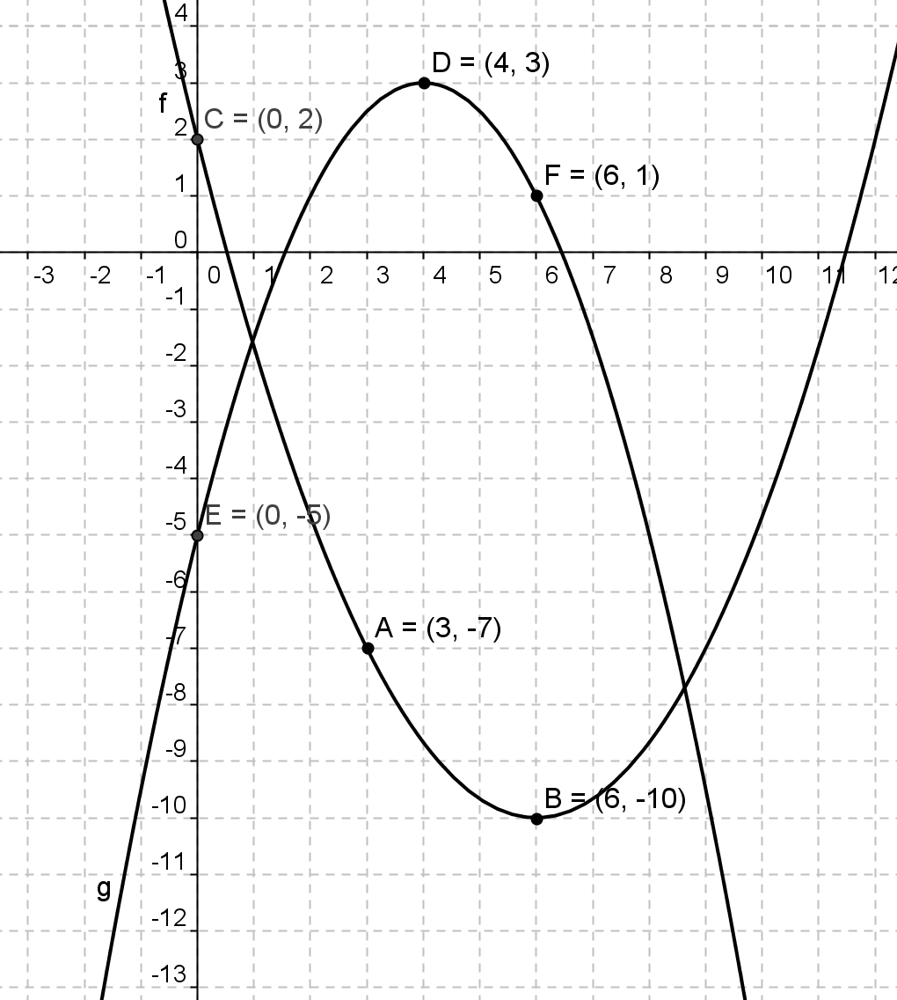 4
D = (4, 3)
3
f
C = (0, 2)
2
F = (6, 1)
1
0
-3 -2 -1 0 1 2 3 4 5 6 7 8 9 10 11 12
-1
-2
-3
-4
E = (0, -5)
-5
-6
A = (3, -7)
-7
-8
-9
B = (6, -10)
-10
-11
g
-12
-13